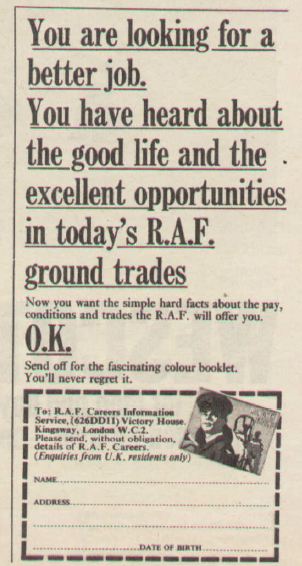 You are looking for a
better job.
You have heard about
the good life and the
excellent opportunities
in today's R.A.F.
ground trades
Now you want the simple hard facts about the pay,
conditions and trades the R.A.F. will offer you.
O.K.
Send off for the fascinating colour booklet.
You'll never regret it.
To: R.A.F. Careers Information
Service, (626DD11) Victory House,
Kingsway, London W.C.2.
Please send, without obligation,
details of R.A.F. Careers.
(Enquiries from U.K. residents only)
NAME
ADDRESS
DATE OF BIRTH